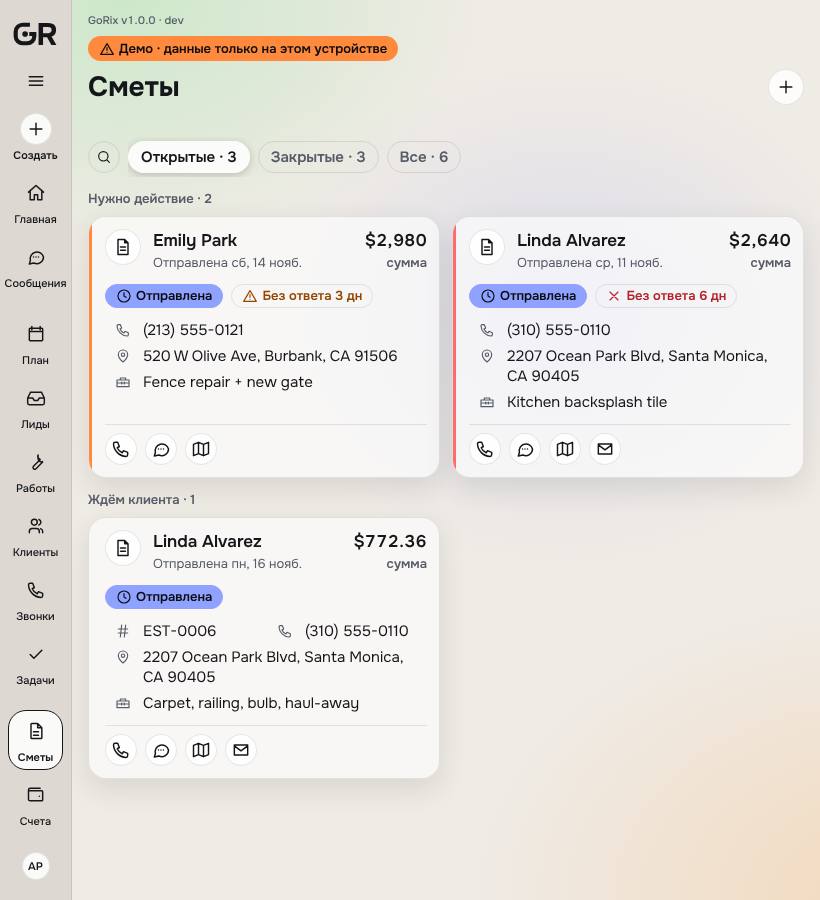 GR
GoRix v1.0.0 · dev
Демо · данные только на этом устройстве
Сметы
Создать
Главная
Сообщения
План
Лиды
Работы
Клиенты
Звонки
Задачи
Сметы
Счета
AP
Открытые · 3
Закрытые · 3
Все · 6
Нужно действие · 2
Emily Park
$2,980
Отправлена сб, 14 нояб.
сумма
Отправлена
Без ответа 3 дн
(213) 555-0121
520 W Olive Ave, Burbank, CA 91506
Fence repair + new gate
Linda Alvarez
$2,640
Отправлена ср, 11 нояб.
сумма
Отправлена
Без ответа 6 дн
(310) 555-0110
2207 Ocean Park Blvd, Santa Monica,
CA 90405
Kitchen backsplash tile
Ждём клиента · 1
Linda Alvarez
$772.36
Отправлена пн, 16 нояб.
сумма
Отправлена
# EST-0006
(310) 555-0110
2207 Ocean Park Blvd, Santa Monica,
CA 90405
Carpet, railing, bulb, haul-away